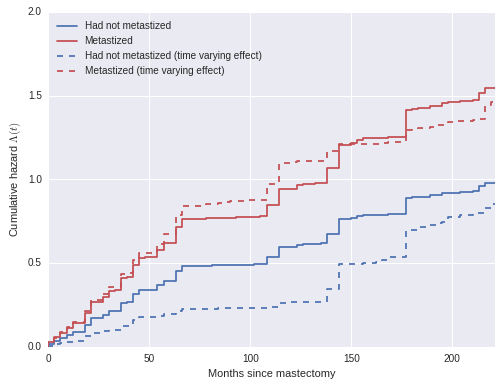 2.0
Had not metastized
Metastized
Had not metastized (time varying effect)
Metastized (time varying effect)
1.5
1.0
0.5
0.0
Cumulative hazard Λ(t)
0 50 100 150 200
Months since mastectomy